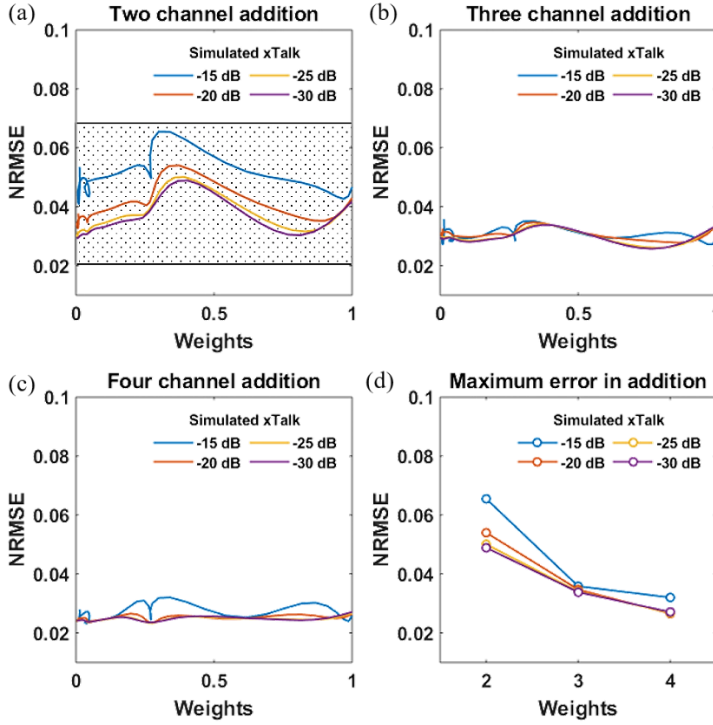 (a) Two channel addition
Simulated xTalk
-15 dB -25 dB
-20 dB -30 dB
NRMSE
0.1
0.08
0.06
0.04
0.02
0 0.5 1
Weights
(b) Three channel addition
Simulated xTalk
-15 dB -25 dB
-20 dB -30 dB
NRMSE
0.1
0.08
0.06
0.04
0.02
0 0.5 1
Weights
(c) Four channel addition
Simulated xTalk
-15 dB -25 dB
-20 dB -30 dB
NRMSE
0.1
0.08
0.06
0.04
0.02
0 0.5 1
Weights
(d) Maximum error in addition
Simulated xTalk
-15 dB -25 dB
-20 dB -30 dB
NRMSE
0.1
0.08
0.06
0.04
0.02
2 3 4
Weights